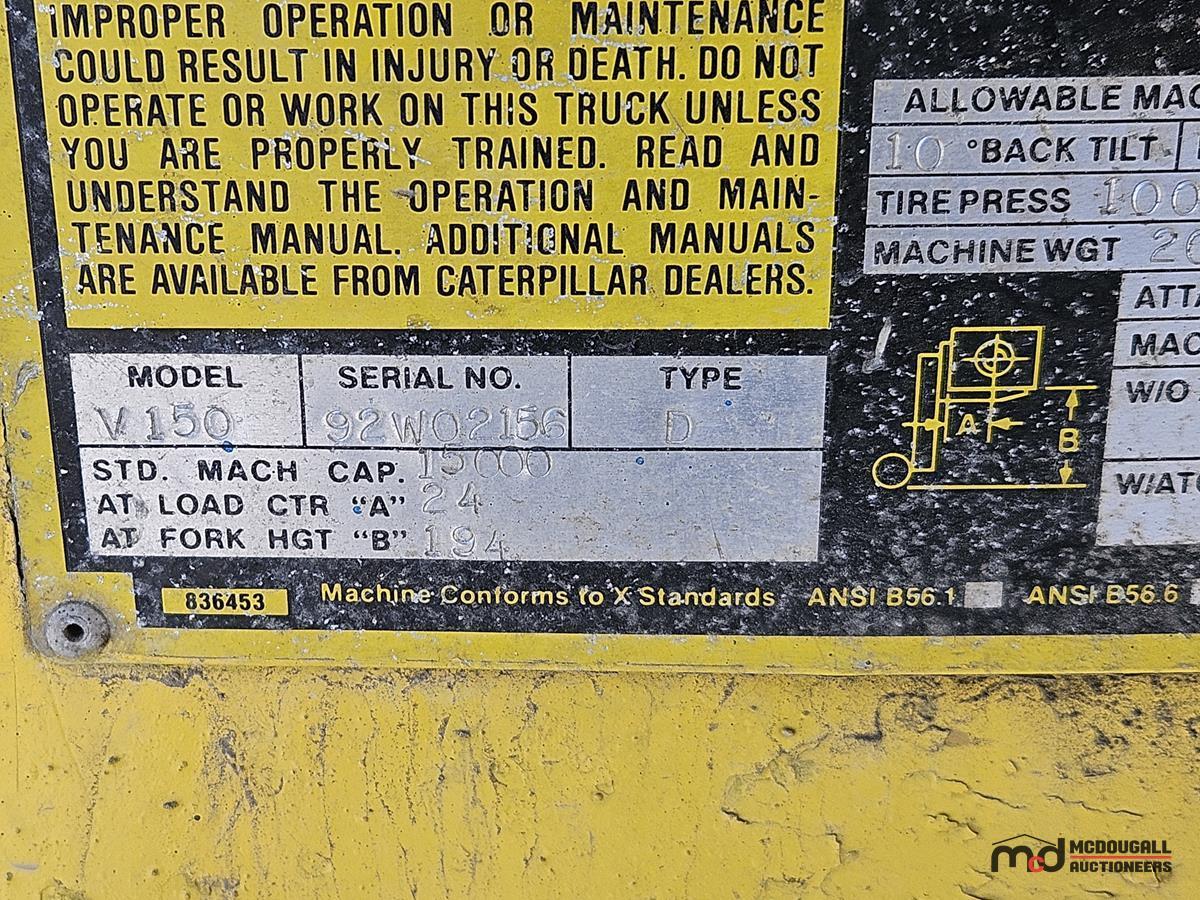 IMPROPER OPERATION OR MAINTENANCE
COULD RESULT IN INJURY OR DEATH. DO NOT
OPERATE OR WORK ON THIS TRUCK UNLESS
YOU ARE PROPERLY TRAINED. READ AND
UNDERSTAND THE OPERATION AND MAIN-
TENANCE MANUAL. ADDITIONAL MANUALS
ARE AVAILABLE FROM CATERPILLAR DEALERS.
MODEL SERIAL NO. TYPE
V150 92W02156 D
STD. MACH CAP. 15000
AT LOAD CTR "A" 24
AT FORK HGT "B" 194
836453 Machine Conforms to X Standards ANSI B56.1 ANSI B56.6
ALLOWABLE
10 °BACK TILT
TIRE PRESS 100
MACHINE WGT
A
B
W/O
mcd MCDOUGALL
AUCTIONEERS